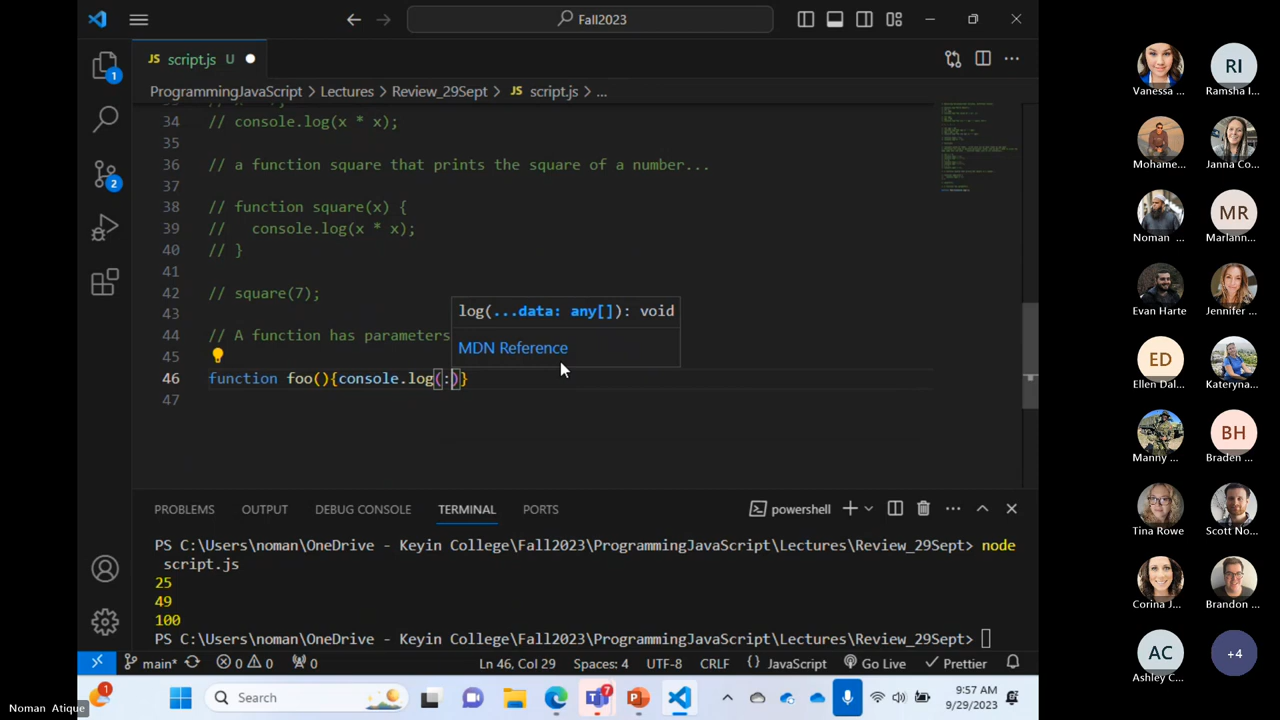 Fall2023
JS script.js U
1
ProgrammingJavaScript > Lectures > Review_29Sept > JS script.js > ...
34 // console.log(x * x);
35
36 // a function square that prints the square of a number...
37
2
38 // function square(x) {
39 //   console.log(x * x);
40 // }
41
42 // square(7);
43
log(...data: any[]): void
MDN Reference
44 // A function has parameters
45
46 function foo(){console.log(:)}
47
PROBLEMS OUTPUT DEBUG CONSOLE TERMINAL PORTS
powershell
PS C:\Users\noman\OneDrive - Keyin College\Fall2023\ProgrammingJavaScript\Lectures\Review_29Sept> node
script.js
25
49
100
PS C:\Users\noman\OneDrive - Keyin College\Fall2023\ProgrammingJavaScript\Lectures\Review_29Sept>
main* 0 0 0 Ln 46, Col 29 Spaces: 4 UTF-8 CRLF {} JavaScript Go Live Prettier
1 Search 7 9:57 AM
9/29/2023
Noman Atique
RI
Vanessa ... Ramsha I...
Mohame... Janna Co...
MR
Noman ... Marlann...
Evan Harte Jennifer ...
ED
Ellen Dal... Kateryna...
BH
Manny ... Braden ...
Tina Rowe Scott No...
Corina J... Brandon ...
AC +4
Ashley C...